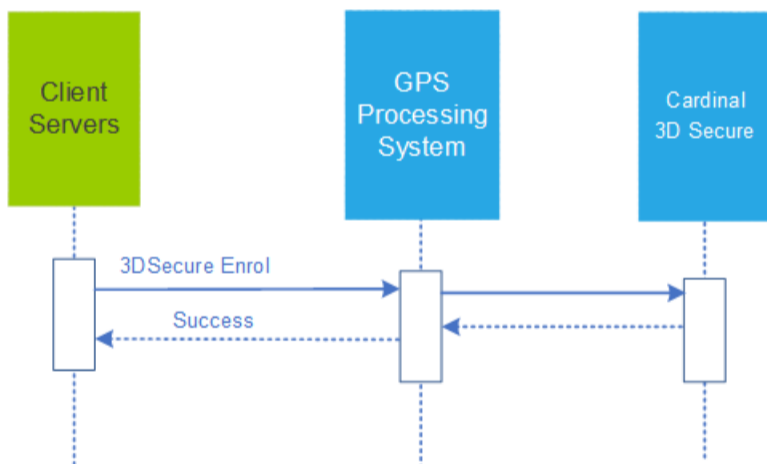 Client
Servers
GPS
Processing
System
Cardinal
3D Secure
3DSecure Enrol
Success